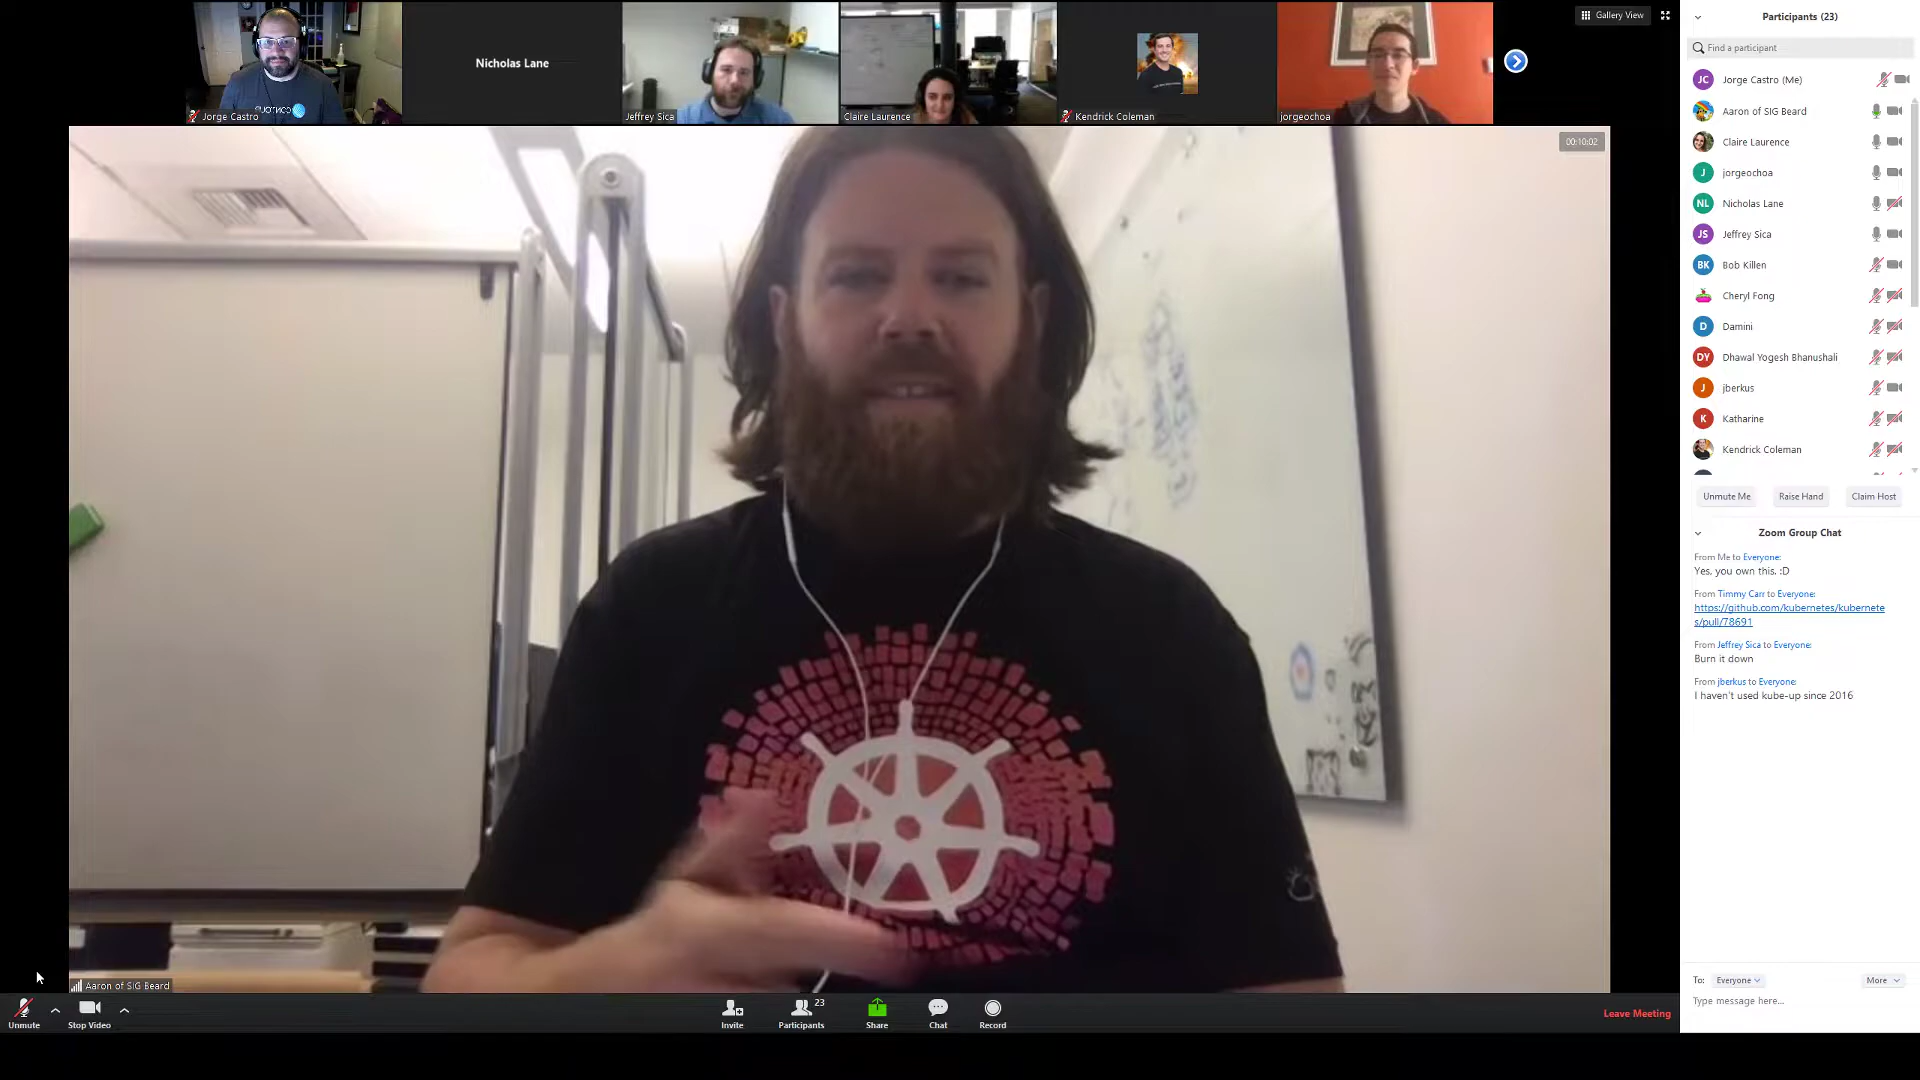 Gallery View
Nicholas Lane
Jorge Castro
Jeffrey Sica
Claire Laurence
Kendrick Coleman
jorgeochoa
00:10:02
Aaron of SIG Beard
Unmute
Stop Video
Invite
23
Participants
Share
Chat
Record
Leave Meeting
Participants (23)
Find a participant
JC Jorge Castro (Me)
Aaron of SIG Beard
Claire Laurence
J jorgeochoa
NL Nicholas Lane
JS Jeffrey Sica
BK Bob Killen
Cheryl Fong
D Damini
DY Dhawal Yogesh Bhanushali
J jberkus
K Katharine
Kendrick Coleman
Unmute Me Raise Hand Claim Host
Zoom Group Chat
From Me to Everyone:
Yes, you own this. :D
From Timmy Carr to Everyone:
https://github.com/kubernetes/kubernete
s/pull/78691
From Jeffrey Sica to Everyone:
Burn it down
From jberkus to Everyone:
I haven't used kube-up since 2016
To: Everyone More
Type message here...